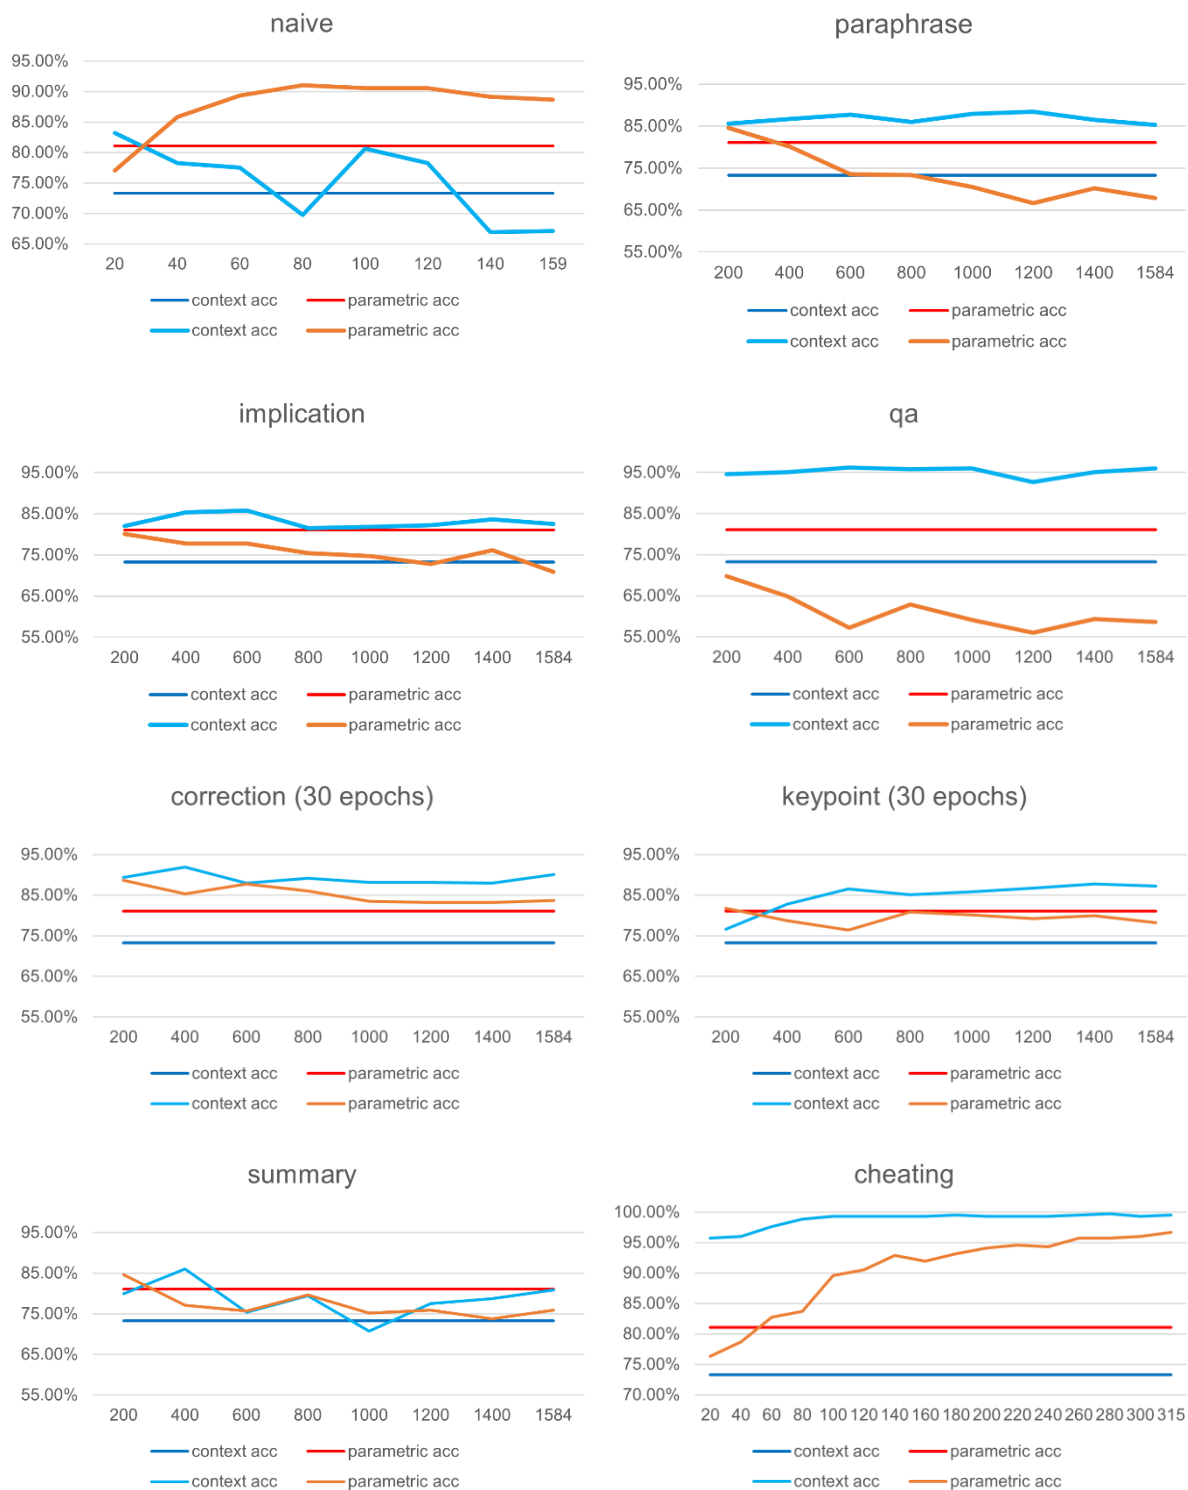 naive
95.00%
90.00%
85.00%
80.00%
75.00%
70.00%
65.00%
20 40 60 80 100 120 140 159
context acc parametric acc
context acc parametric acc
paraphrase
95.00%
85.00%
75.00%
65.00%
55.00%
200 400 600 800 1000 1200 1400 1584
context acc parametric acc
context acc parametric acc
implication
95.00%
85.00%
75.00%
65.00%
55.00%
200 400 600 800 1000 1200 1400 1584
context acc parametric acc
context acc parametric acc
qa
95.00%
85.00%
75.00%
65.00%
55.00%
200 400 600 800 1000 1200 1400 1584
context acc parametric acc
context acc parametric acc
correction (30 epochs)
95.00%
85.00%
75.00%
65.00%
55.00%
200 400 600 800 1000 1200 1400 1584
context acc parametric acc
context acc parametric acc
keypoint (30 epochs)
95.00%
85.00%
75.00%
65.00%
55.00%
200 400 600 800 1000 1200 1400 1584
context acc parametric acc
context acc parametric acc
summary
95.00%
85.00%
75.00%
65.00%
55.00%
200 400 600 800 1000 1200 1400 1584
context acc parametric acc
context acc parametric acc
cheating
100.00%
95.00%
90.00%
85.00%
80.00%
75.00%
70.00%
20 40 60 80 100 120 140 160 180 200 220 240 260 280 300 315
context acc parametric acc
context acc parametric acc